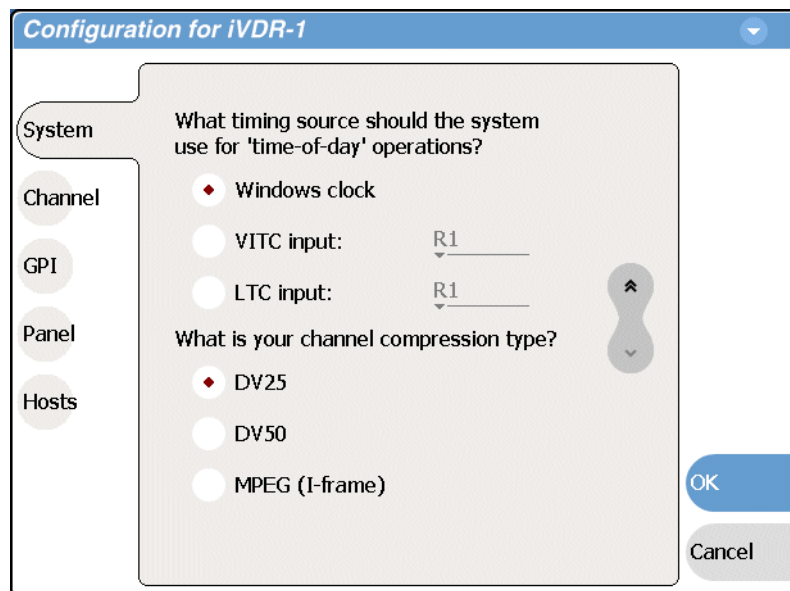 Configuration for iVDR-1
System
Channel
GPI
Panel
Hosts
What timing source should the system
use for 'time-of-day' operations?
Windows clock
VITC input: R1
LTC input: R1
What is your channel compression type?
DV25
DV50
MPEG (I-frame)
OK
Cancel